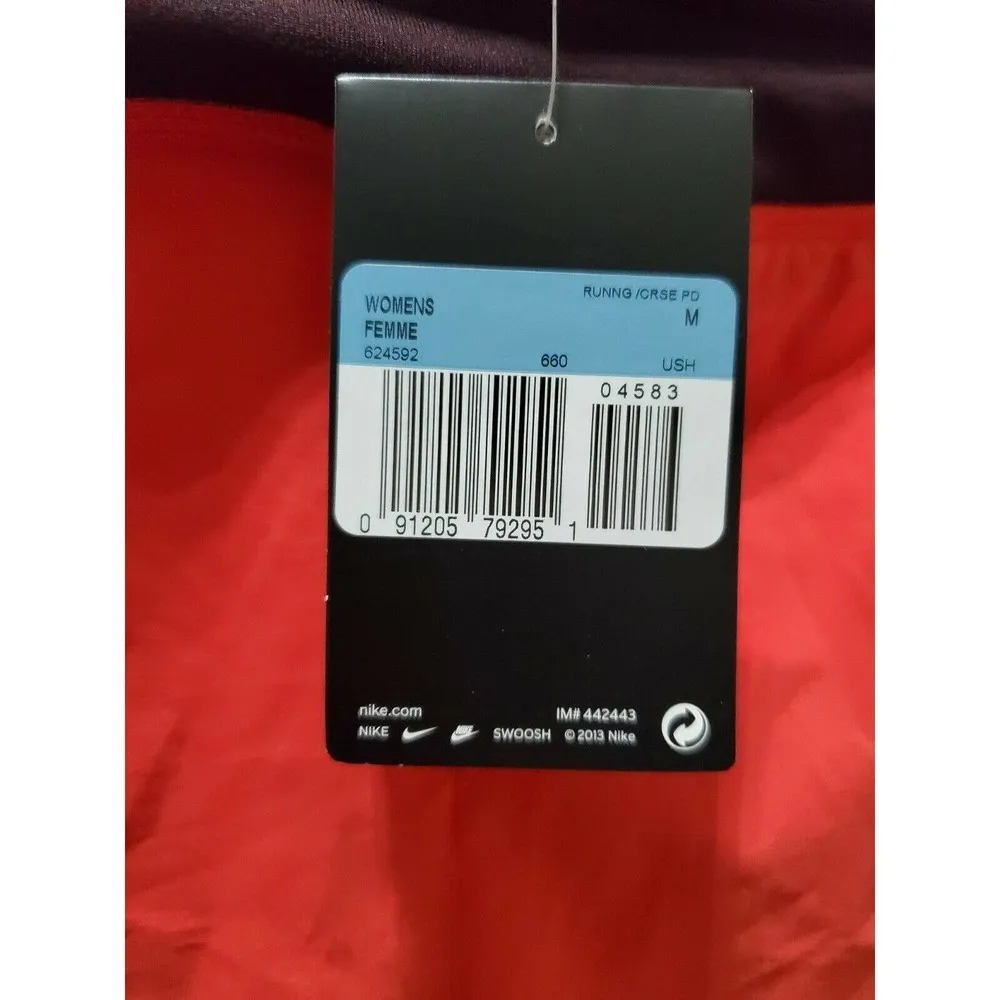 WOMENS
FEMME
624592
660
RUNNG /CRSE PD
M
USH
04583
0 91205 79295 1
nike.com
IM# 442443
NIKE NIKE SWOOSH © 2013 Nike